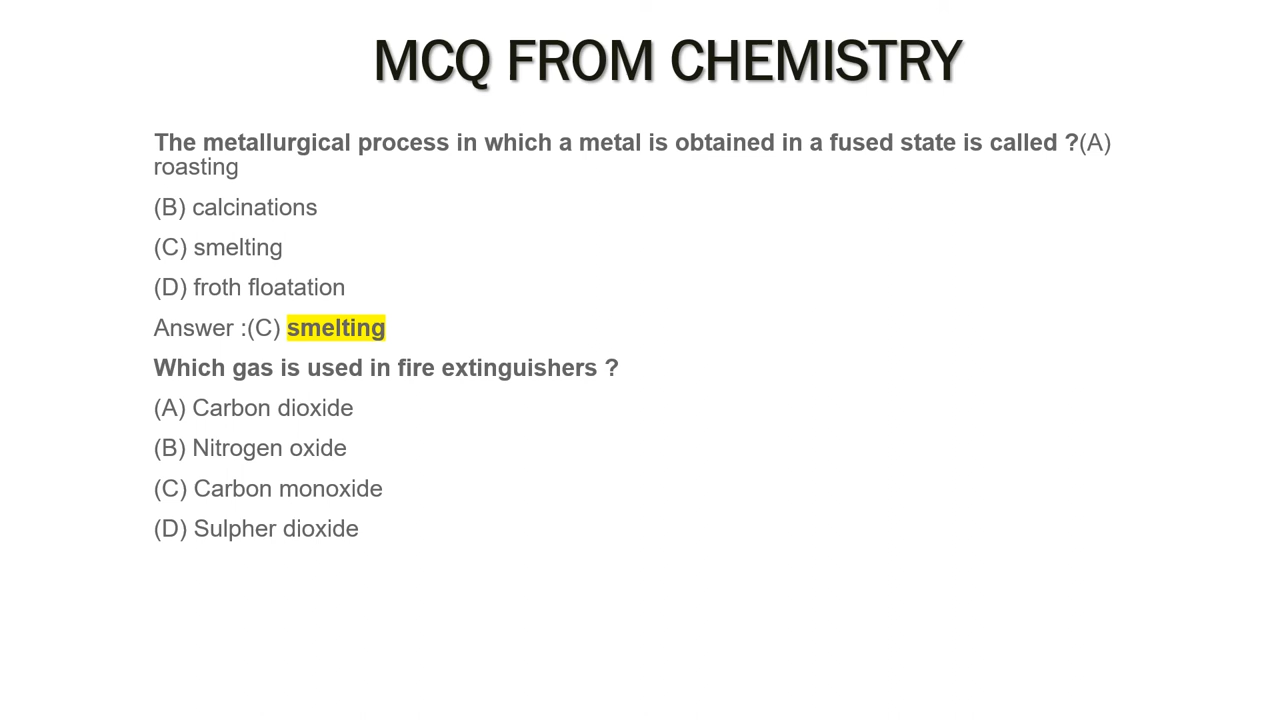 MCQ FROM CHEMISTRY
The metallurgical process in which a metal is obtained in a fused state is called ?(A)
roasting
(B) calcinations
(C) smelting
(D) froth floatation
Answer :(C) smelting
Which gas is used in fire extinguishers ?
(A) Carbon dioxide
(B) Nitrogen oxide
(C) Carbon monoxide
(D) Sulpher dioxide